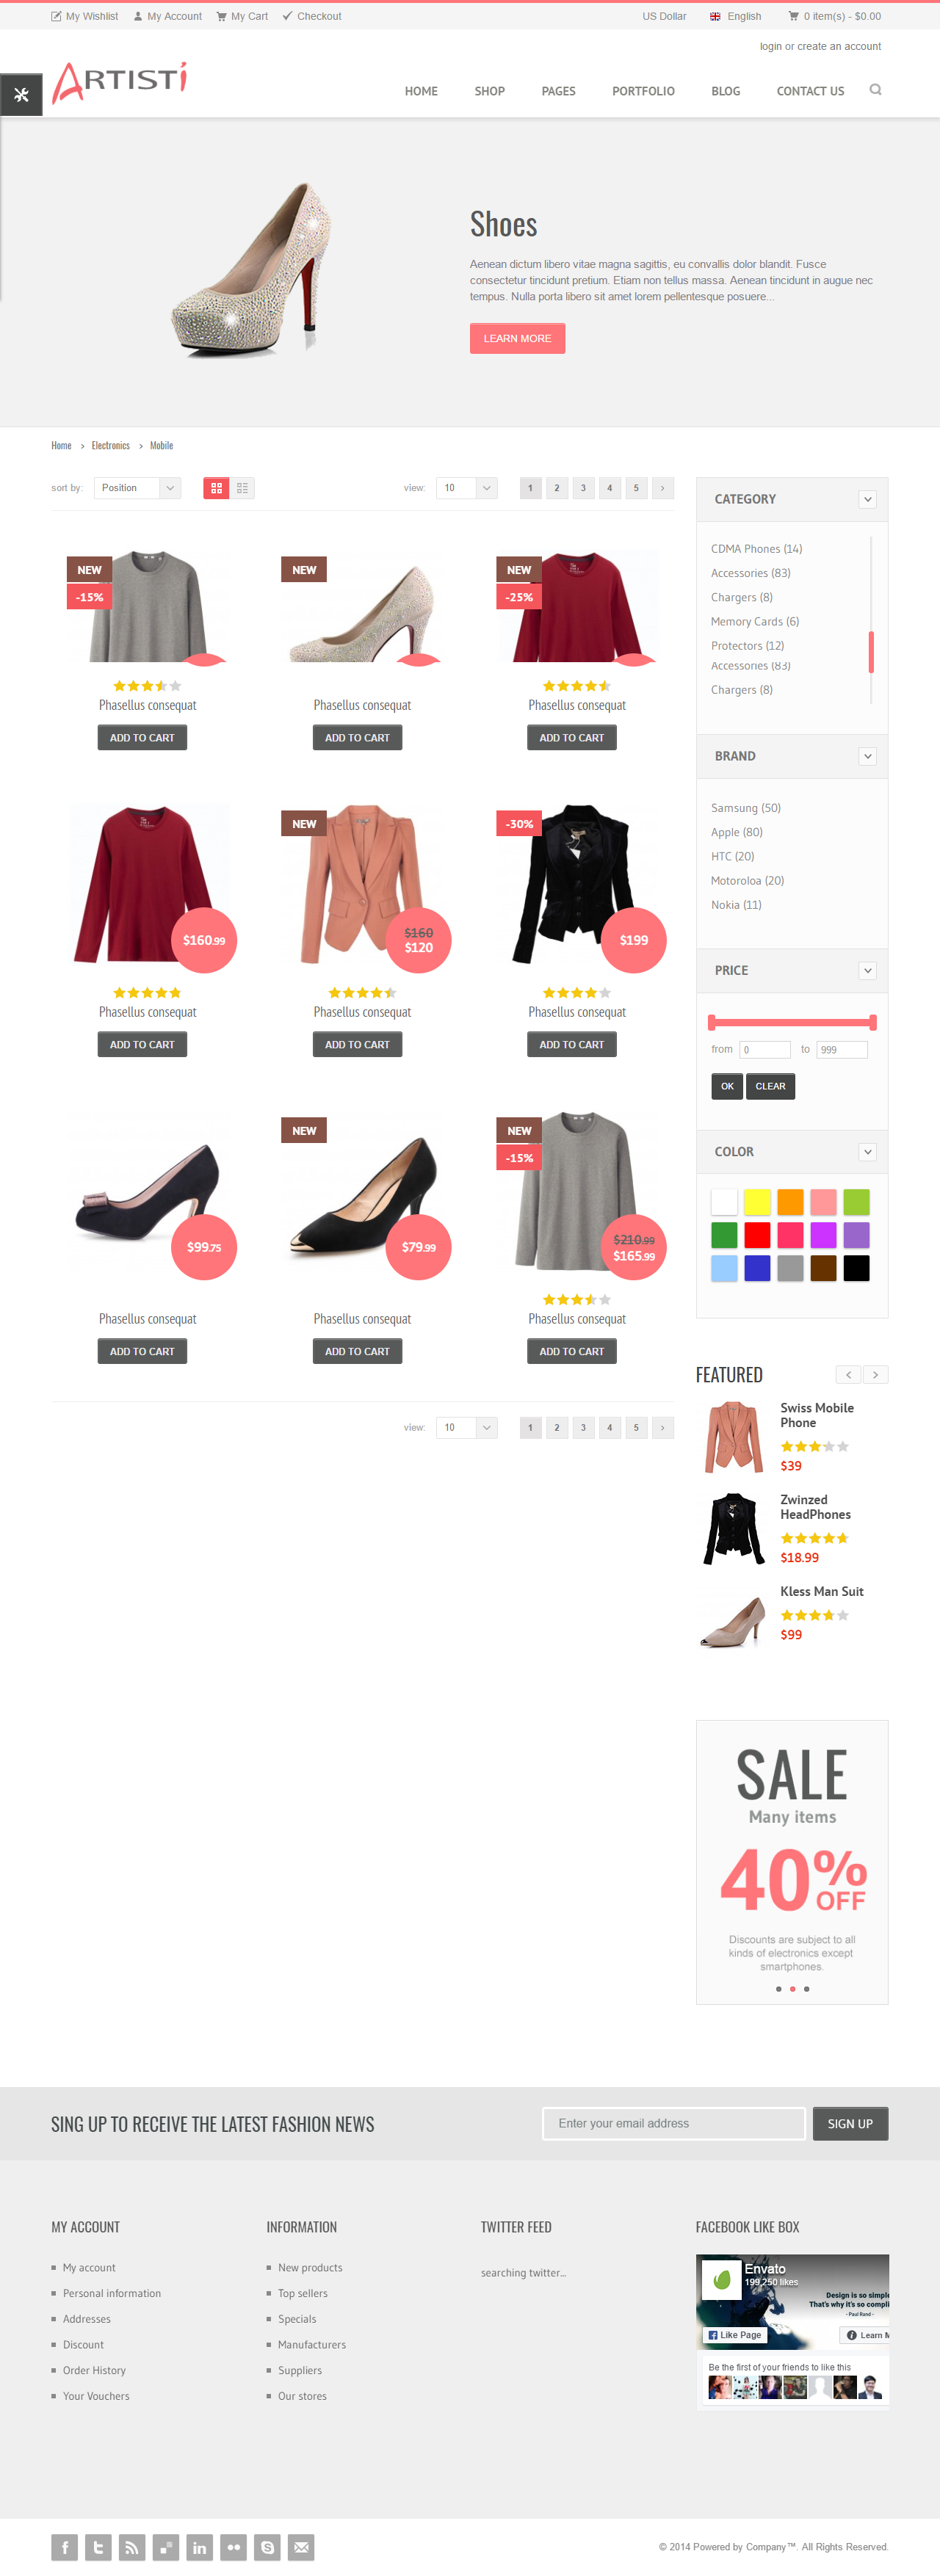 My Wishlist My Account My Cart Checkout US Dollar English 0 item(s) - $0.00
login or create an account
ARTISTi
HOME SHOP PAGES PORTFOLIO BLOG CONTACT US
Shoes
Aenean dictum libero vitae magna sagittis, eu convallis dolor blandit. Fusce
consectetur tincidunt pretium. Etiam non tellus massa. Aenean tincidunt in augue nec
tempus. Nulla porta libero sit amet lorem pellentesque posuere...
LEARN MORE
Home > Electronics > Mobile
sort by: Position view: 10 1 2 3 4 5 >
NEW
-15%
NEW
NEW
-25%
Phasellus consequat
ADD TO CART
Phasellus consequat
ADD TO CART
Phasellus consequat
ADD TO CART
$160.99
Phasellus consequat
ADD TO CART
NEW
$160
$120
Phasellus consequat
ADD TO CART
-30%
$199
Phasellus consequat
ADD TO CART
$99.75
Phasellus consequat
ADD TO CART
NEW
$79.99
Phasellus consequat
ADD TO CART
NEW
-15%
$210.99
$165.99
Phasellus consequat
ADD TO CART
view: 10 1 2 3 4 5 >
CATEGORY
CDMA Phones (14)
Accessories (83)
Chargers (8)
Memory Cards (6)
Protectors (12)
Accessories (83)
Chargers (8)
BRAND
Samsung (50)
Apple (80)
HTC (20)
Motoroloa (20)
Nokia (11)
PRICE
from 0 to 999
OK CLEAR
COLOR
FEATURED
Swiss Mobile
Phone
$39
Zwinzed
HeadPhones
$18.99
Kless Man Suit
$99
SALE
Many items
40%
OFF
Discounts are subject to all
kinds of electronics except
smartphones.
SING UP TO RECEIVE THE LATEST FASHION NEWS
Enter your email address
SIGN UP
MY ACCOUNT
My account
Personal information
Addresses
Discount
Order History
Your Vouchers
INFORMATION
New products
Top sellers
Specials
Manufacturers
Suppliers
Our stores
TWITTER FEED
searching twitter...
FACEBOOK LIKE BOX
Envato
199,250 likes
Design is so simple
That's why it's so compli
- Paul Rand -
Like Page
Learn M
Be the first of your friends to like this
© 2014 Powered by Company™. All Rights Reserved.